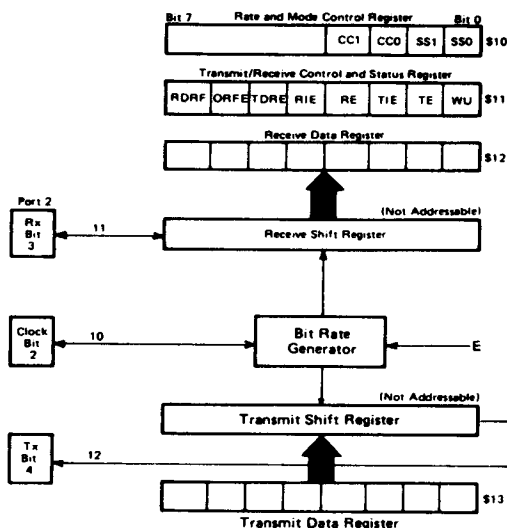 Bit 7 Rate and Mode Control Register Bit 0
CC1 CC0 SS1 SS0 $10
Transmit/Receive Control and Status Register
RDRF ORFE TDRE RIE RE TIE TE WU $11
Receive Data Register
$12
Port 2
(Not Addressable)
Rx
Bit
3
11
Receive Shift Register
Clock
Bit
2
10
Bit Rate
Generator
E
(Not Addressable)
Transmit Shift Register
Tx
Bit
4
12
$13
Transmit Data Register